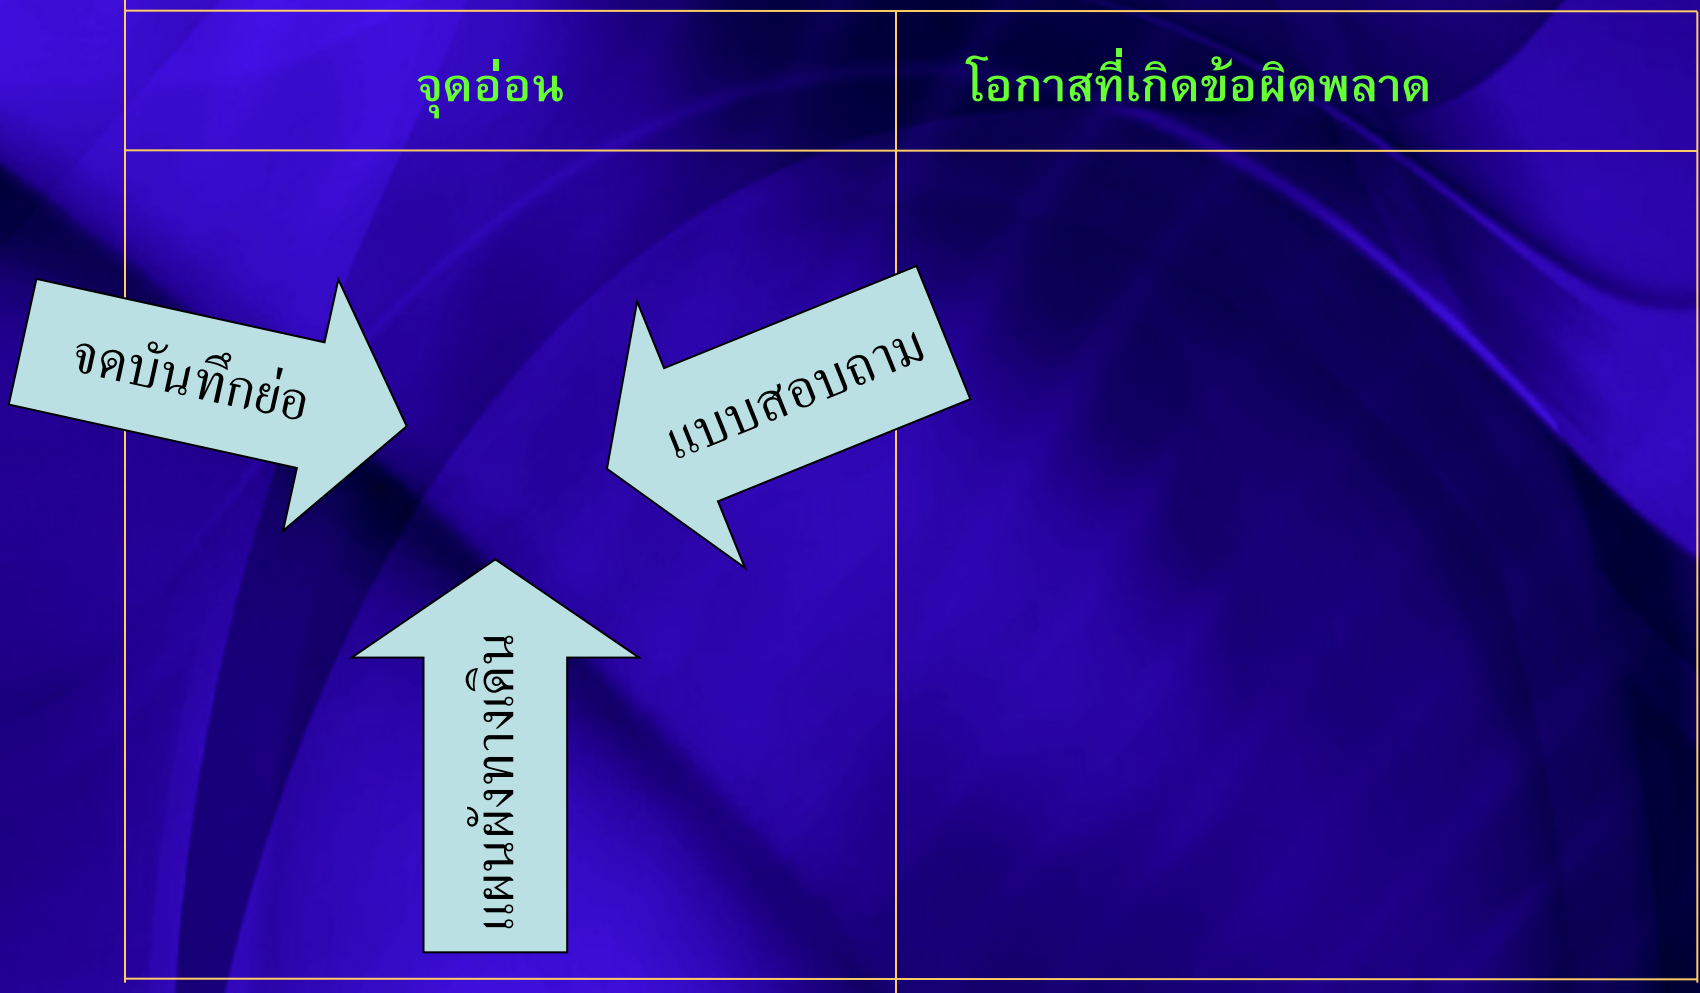 จุดอ่อน
โอกาสที่เกิดข้อผิดพลาด
จดบันทึกย่อ
แบบสอบถาม
แผนผังทางเดิน